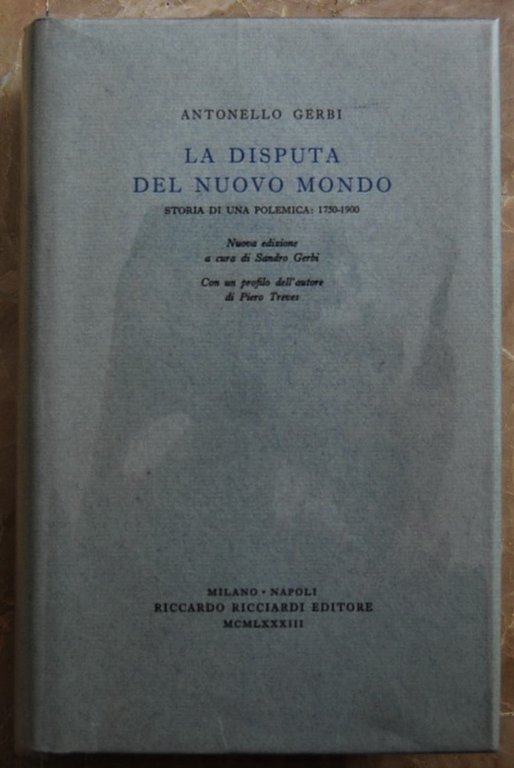 ANTONELLO GERBI
LA DISPUTA
DEL NUOVO MONDO
STORIA DI UNA POLEMICA: 1750-1900
Nuova edizione
a cura di Sandro Gerbi
Con un profilo dell'autore
di Piero Treves
MILANO • NAPOLI
RICCARDO RICCIARDI EDITORE
MCMLXXXIII